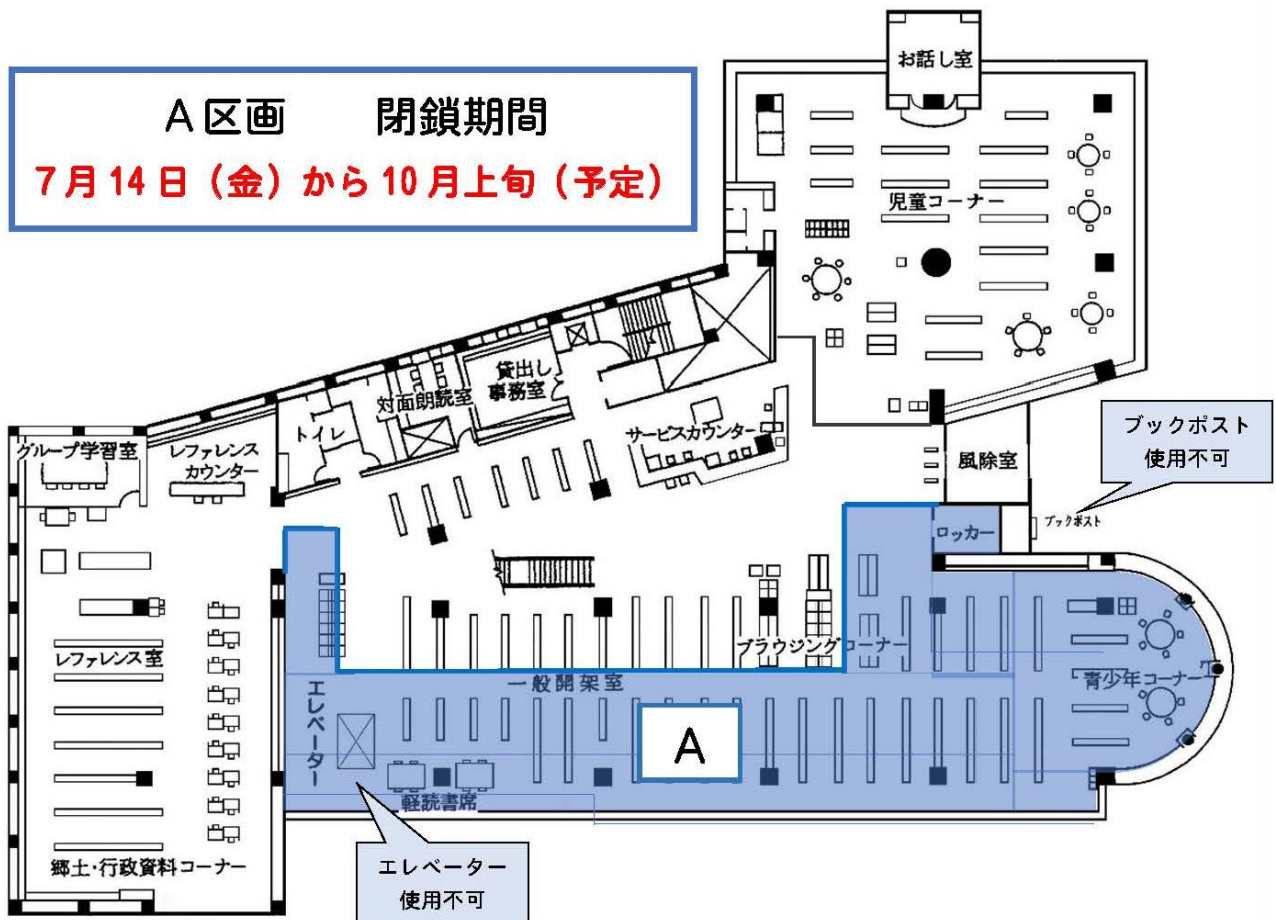 A区画 閉鎖期間
7月14日（金）から10月上旬（予定）
お話し室
児童コーナー
貸出し
事務室
対面朗読室
トイレ
サービスカウンター
グループ学習室
レファレンス
カウンター
風除室
ブックポスト
使用不可
ロッカー
ブックポスト
ブラウジングコーナー
レファレンス室
一般開架室
青少年コーナー
エレベーター
A
軽読書席
郷土・行政資料コーナー
エレベーター
使用不可